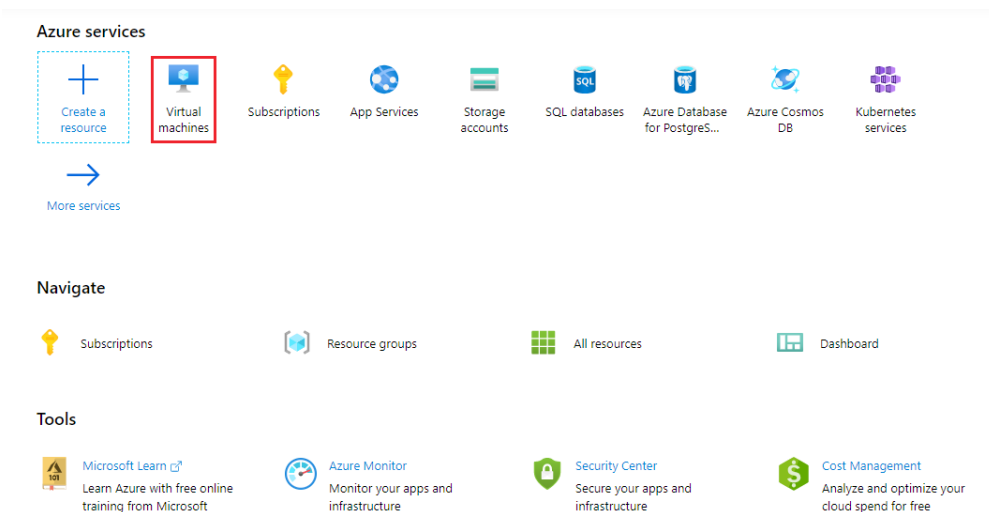 Azure services
Create a
resource
Virtual
machines
Subscriptions
App Services
Storage
accounts
SQL
SQL databases
Azure Database
for PostgreS...
Azure Cosmos
DB
Kubernetes
services
More services
Navigate
Subscriptions
Resource groups
All resources
Dashboard
Tools
101
Microsoft Learn
Learn Azure with free online
training from Microsoft
Azure Monitor
Monitor your apps and
infrastructure
Security Center
Secure your apps and
infrastructure
$
Cost Management
Analyze and optimize your
cloud spend for free